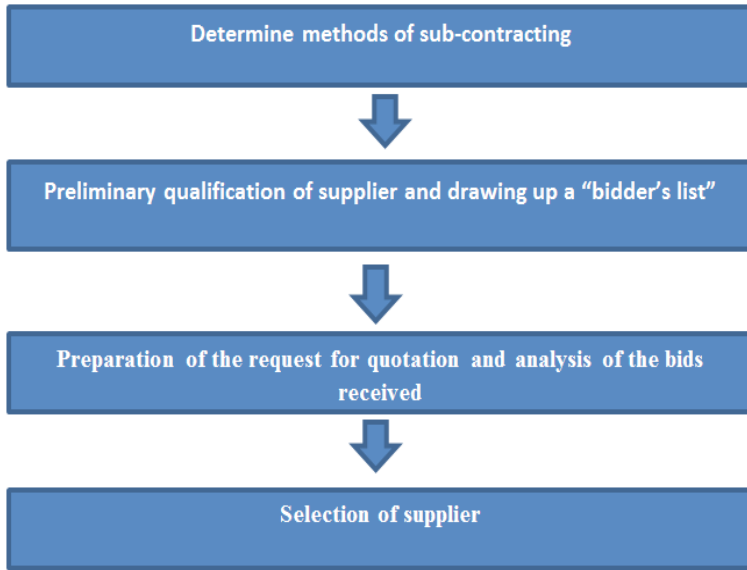 Determine methods of sub-contracting
Preliminary qualification of supplier and drawing up a “bidder’s list”
Preparation of the request for quotation and analysis of the bids
received
Selection of supplier